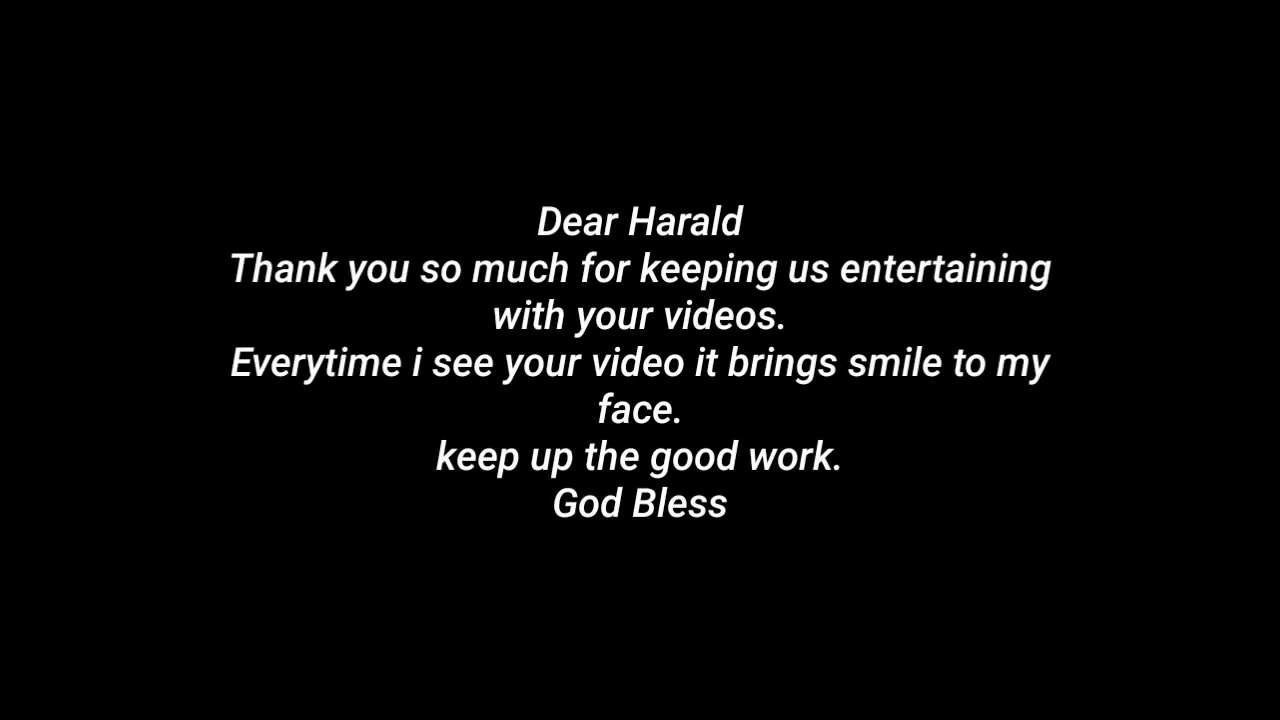 Dear Harald
Thank you so much for keeping us entertaining
with your videos.
Everytime i see your video it brings smile to my
face.
keep up the good work.
God Bless